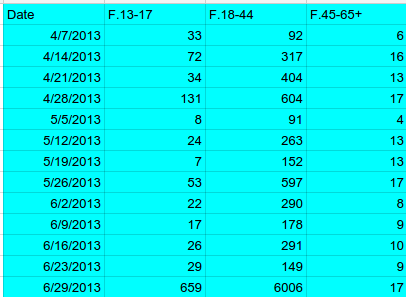 Date F.13-17 F.18-44 F.45-65+
4/7/2013 33 92 6
4/14/2013 72 317 16
4/21/2013 34 404 13
4/28/2013 131 604 17
5/5/2013 8 91 4
5/12/2013 24 263 13
5/19/2013 7 152 13
5/26/2013 53 597 17
6/2/2013 22 290 8
6/9/2013 17 178 9
6/16/2013 26 291 10
6/23/2013 29 149 9
6/29/2013 659 6006 17